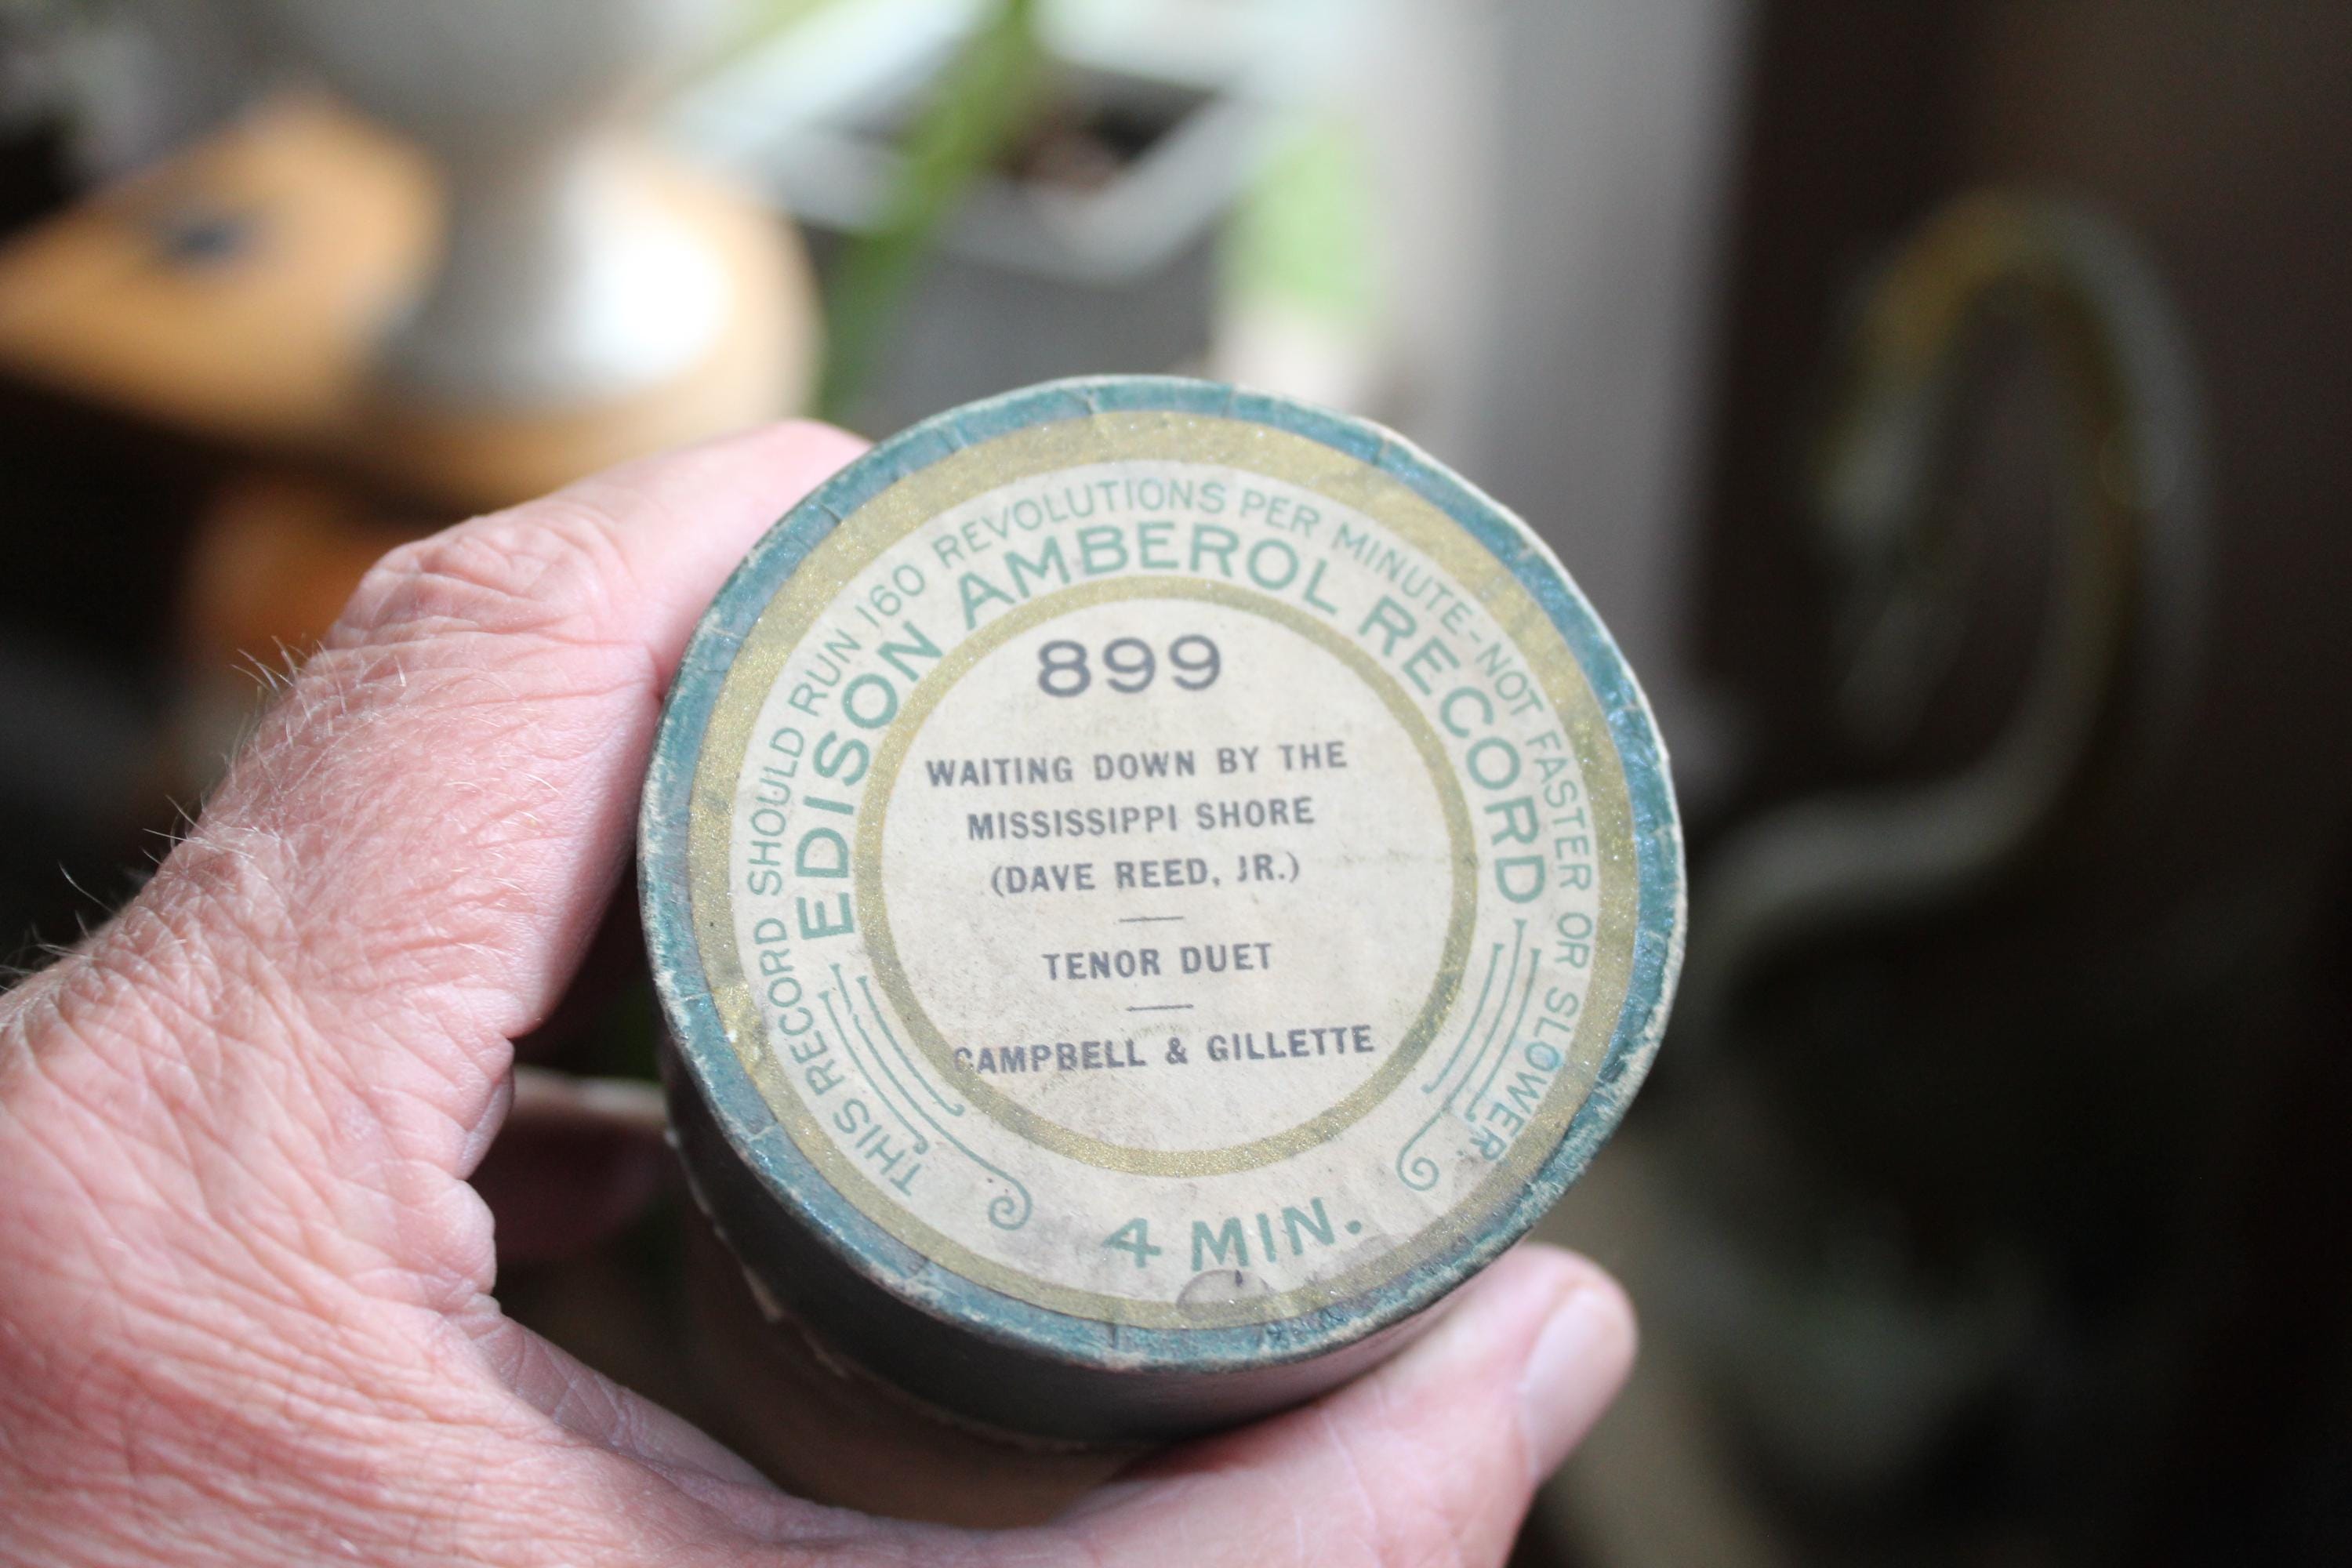 THIS RECORD SHOULD RUN 160 REVOLUTIONS PER MINUTE-NOT FASTER OR SLOWER.
EDISON AMBEROL RECORD
899
WAITING DOWN BY THE
MISSISSIPPI SHORE
(DAVE REED, JR.)
TENOR DUET
CAMPBELL & GILLETTE
4 MIN.